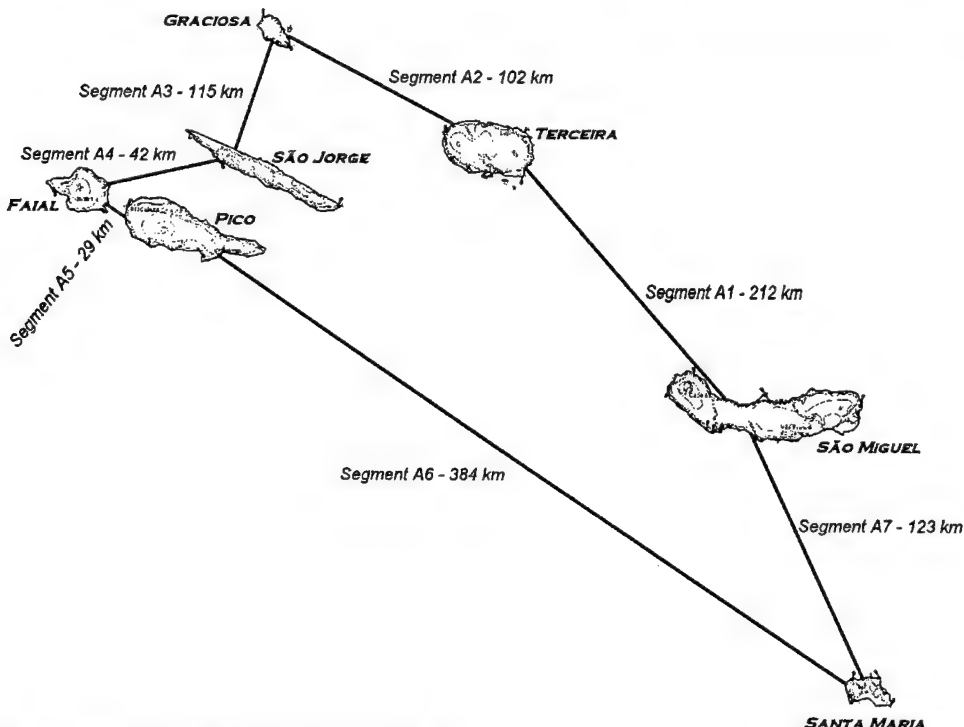 GRACIOSA
Segment A2 - 102 km
Segment A3 - 115 km
TERCEIRA
Segment A4 - 42 km
SÃO JORGE
FAIAL
PICO
Segment A5 - 29 km
Segment A1 - 212 km
SÃO MIGUEL
Segment A6 - 384 km
Segment A7 - 123 km
SANTA MARIA